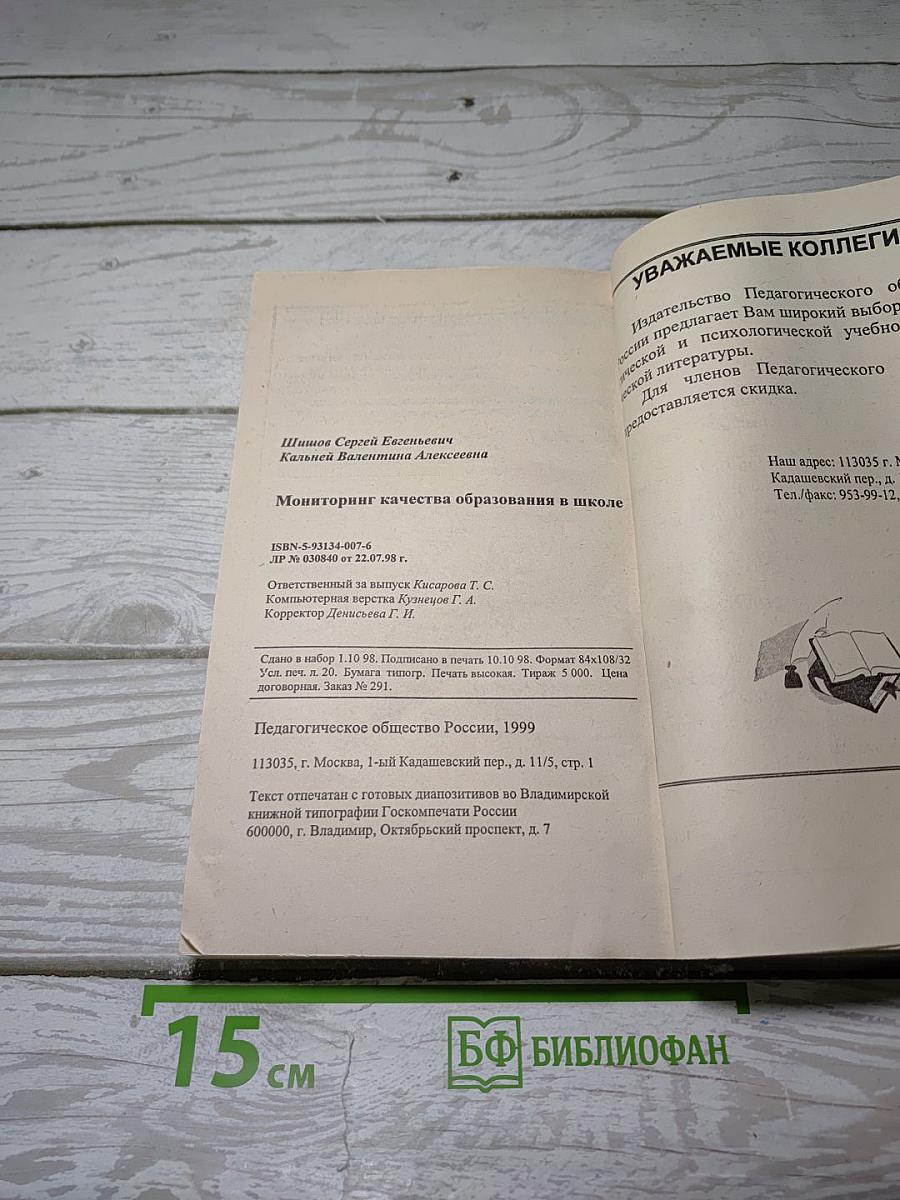 Шишов Сергей Евгеньевич
Кальней Валентина Алексеевна
Мониторинг качества образования в школе
ISBN-5-93134-007-6
ЛР № 030840 от 22.07.98 г.
Ответственный за выпуск Кисарова Т. С.
Компьютерная верстка Кузнецов Г. А.
Корректор Денисьева Г. И.
Сдано в набор 1.10 98. Подписано в печать 10.10 98. Формат 84х108/32
Усл. печ. л. 20. Бумага типогр. Печать высокая. Тираж 5 000. Цена
договорная. Заказ № 291.
Педагогическое общество России, 1999
113035, г. Москва, 1-ый Кадашевский пер., д. 11/5, стр. 1
Текст отпечатан с готовых диапозитивов во Владимирской
книжной типографии Госкомпечати России
600000, г. Владимир, Октябрьский проспект, д. 7
УВАЖАЕМЫЕ КОЛЛЕГИ
Издательство Педагогического об
оссии предлагает Вам широкий выбор
ической и психологической учебно
еской литературы.
Для членов Педагогического
предоставляется скидка.
Наш адрес: 113035 г. М
Кадашевский пер., д.
Тел./факс: 953-99-12,
15 см
БФ БИБЛИОФАН